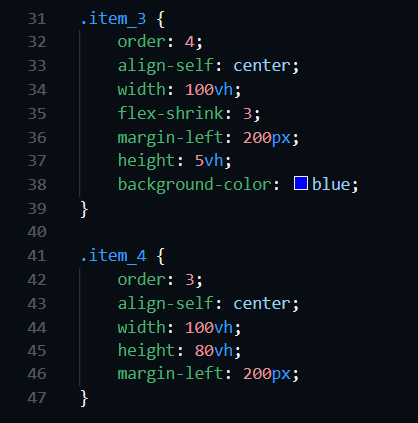 31 .item_3 {
32 order: 4;
33 align-self: center;
34 width: 100vh;
35 flex-shrink: 3;
36 margin-left: 200px;
37 height: 5vh;
38 background-color: blue;
39 }
40
41 .item_4 {
42 order: 3;
43 align-self: center;
44 width: 100vh;
45 height: 80vh;
46 margin-left: 200px;
47 }